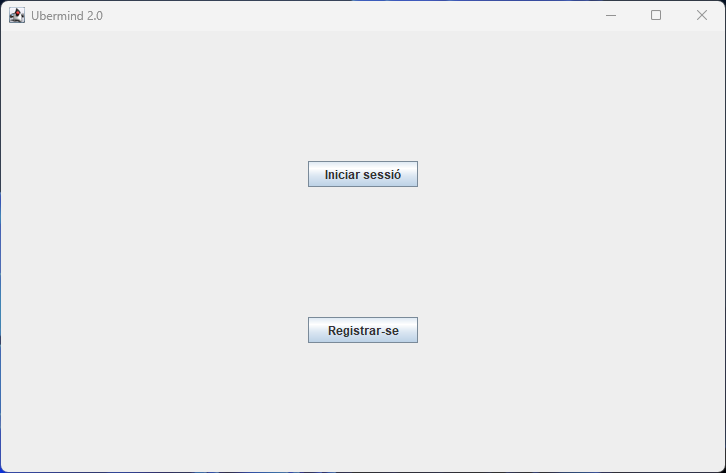 Ubermind 2.0
Iniciar sessió
Registrar-se